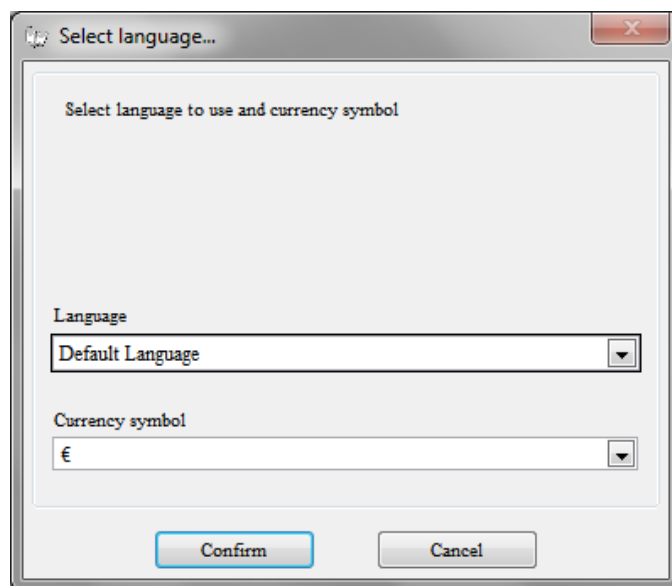 Select language...
Select language to use and currency symbol
Language
Default Language
Currency symbol
€
Confirm
Cancel